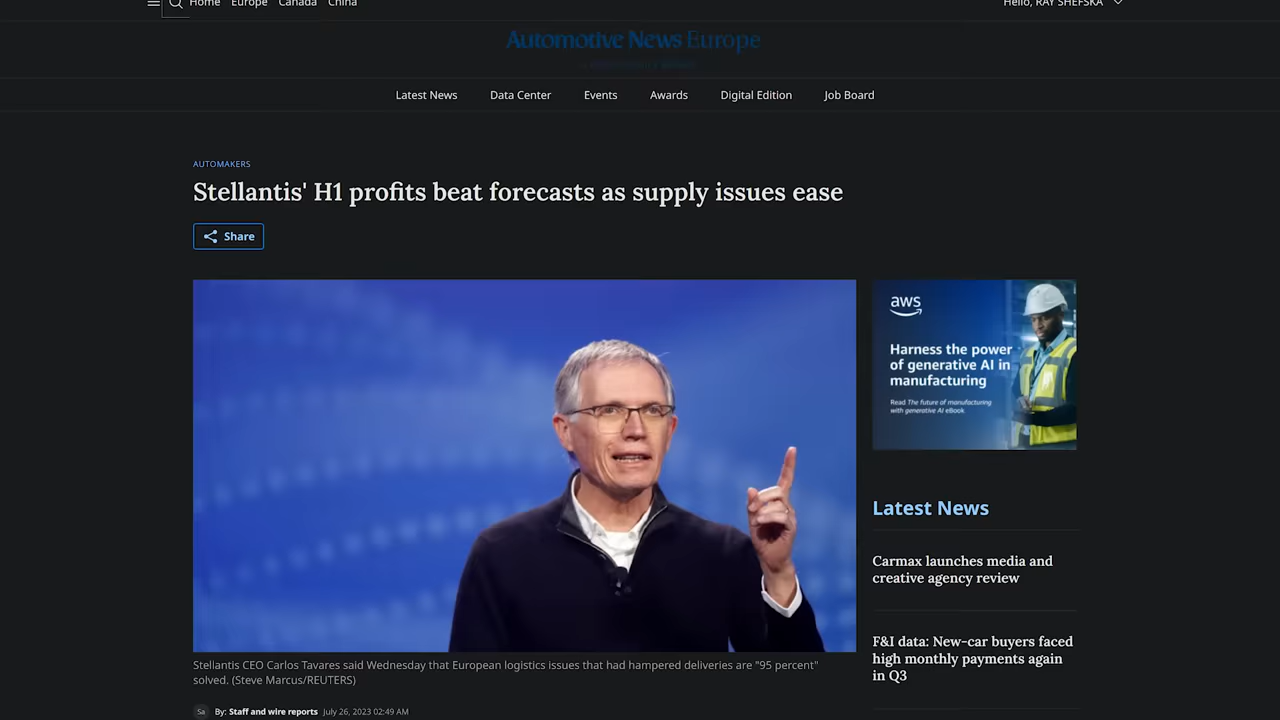 Home Europe Canada China
Hello, RAY SHEFSKA
Automotive News Europe
Latest News Data Center Events Awards Digital Edition Job Board
AUTOMAKERS
Stellantis' H1 profits beat forecasts as supply issues ease
Share
aws
Harness the power
of generative AI in
manufacturing
Read The future of manufacturing
with generative AI eBook
Latest News
Carmax launches media and
creative agency review
F&I data: New-car buyers faced
high monthly payments again
in Q3
Stellantis CEO Carlos Tavares said Wednesday that European logistics issues that had hampered deliveries are "95 percent"
solved. (Steve Marcus/REUTERS)
Sa By: Staff and wire reports July 26, 2023 02:49 AM